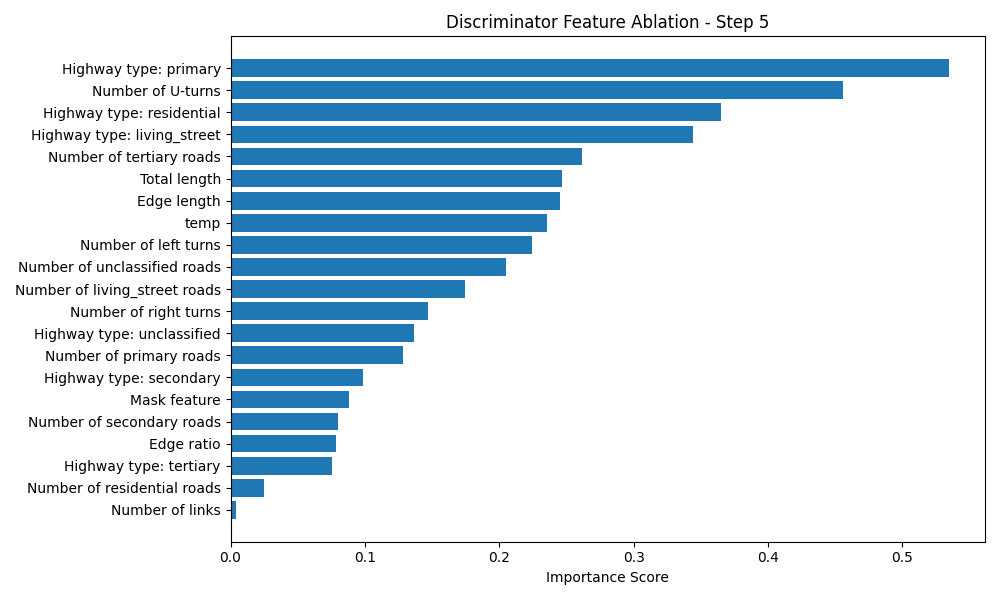 Discriminator Feature Ablation - Step 5
Highway type: primary
Number of U-turns
Highway type: residential
Highway type: living_street
Number of tertiary roads
Total length
Edge length
temp
Number of left turns
Number of unclassified roads
Number of living_street roads
Number of right turns
Highway type: unclassified
Number of primary roads
Highway type: secondary
Mask feature
Number of secondary roads
Edge ratio
Highway type: tertiary
Number of residential roads
Number of links
0.0 0.1 0.2 0.3 0.4 0.5
Importance Score